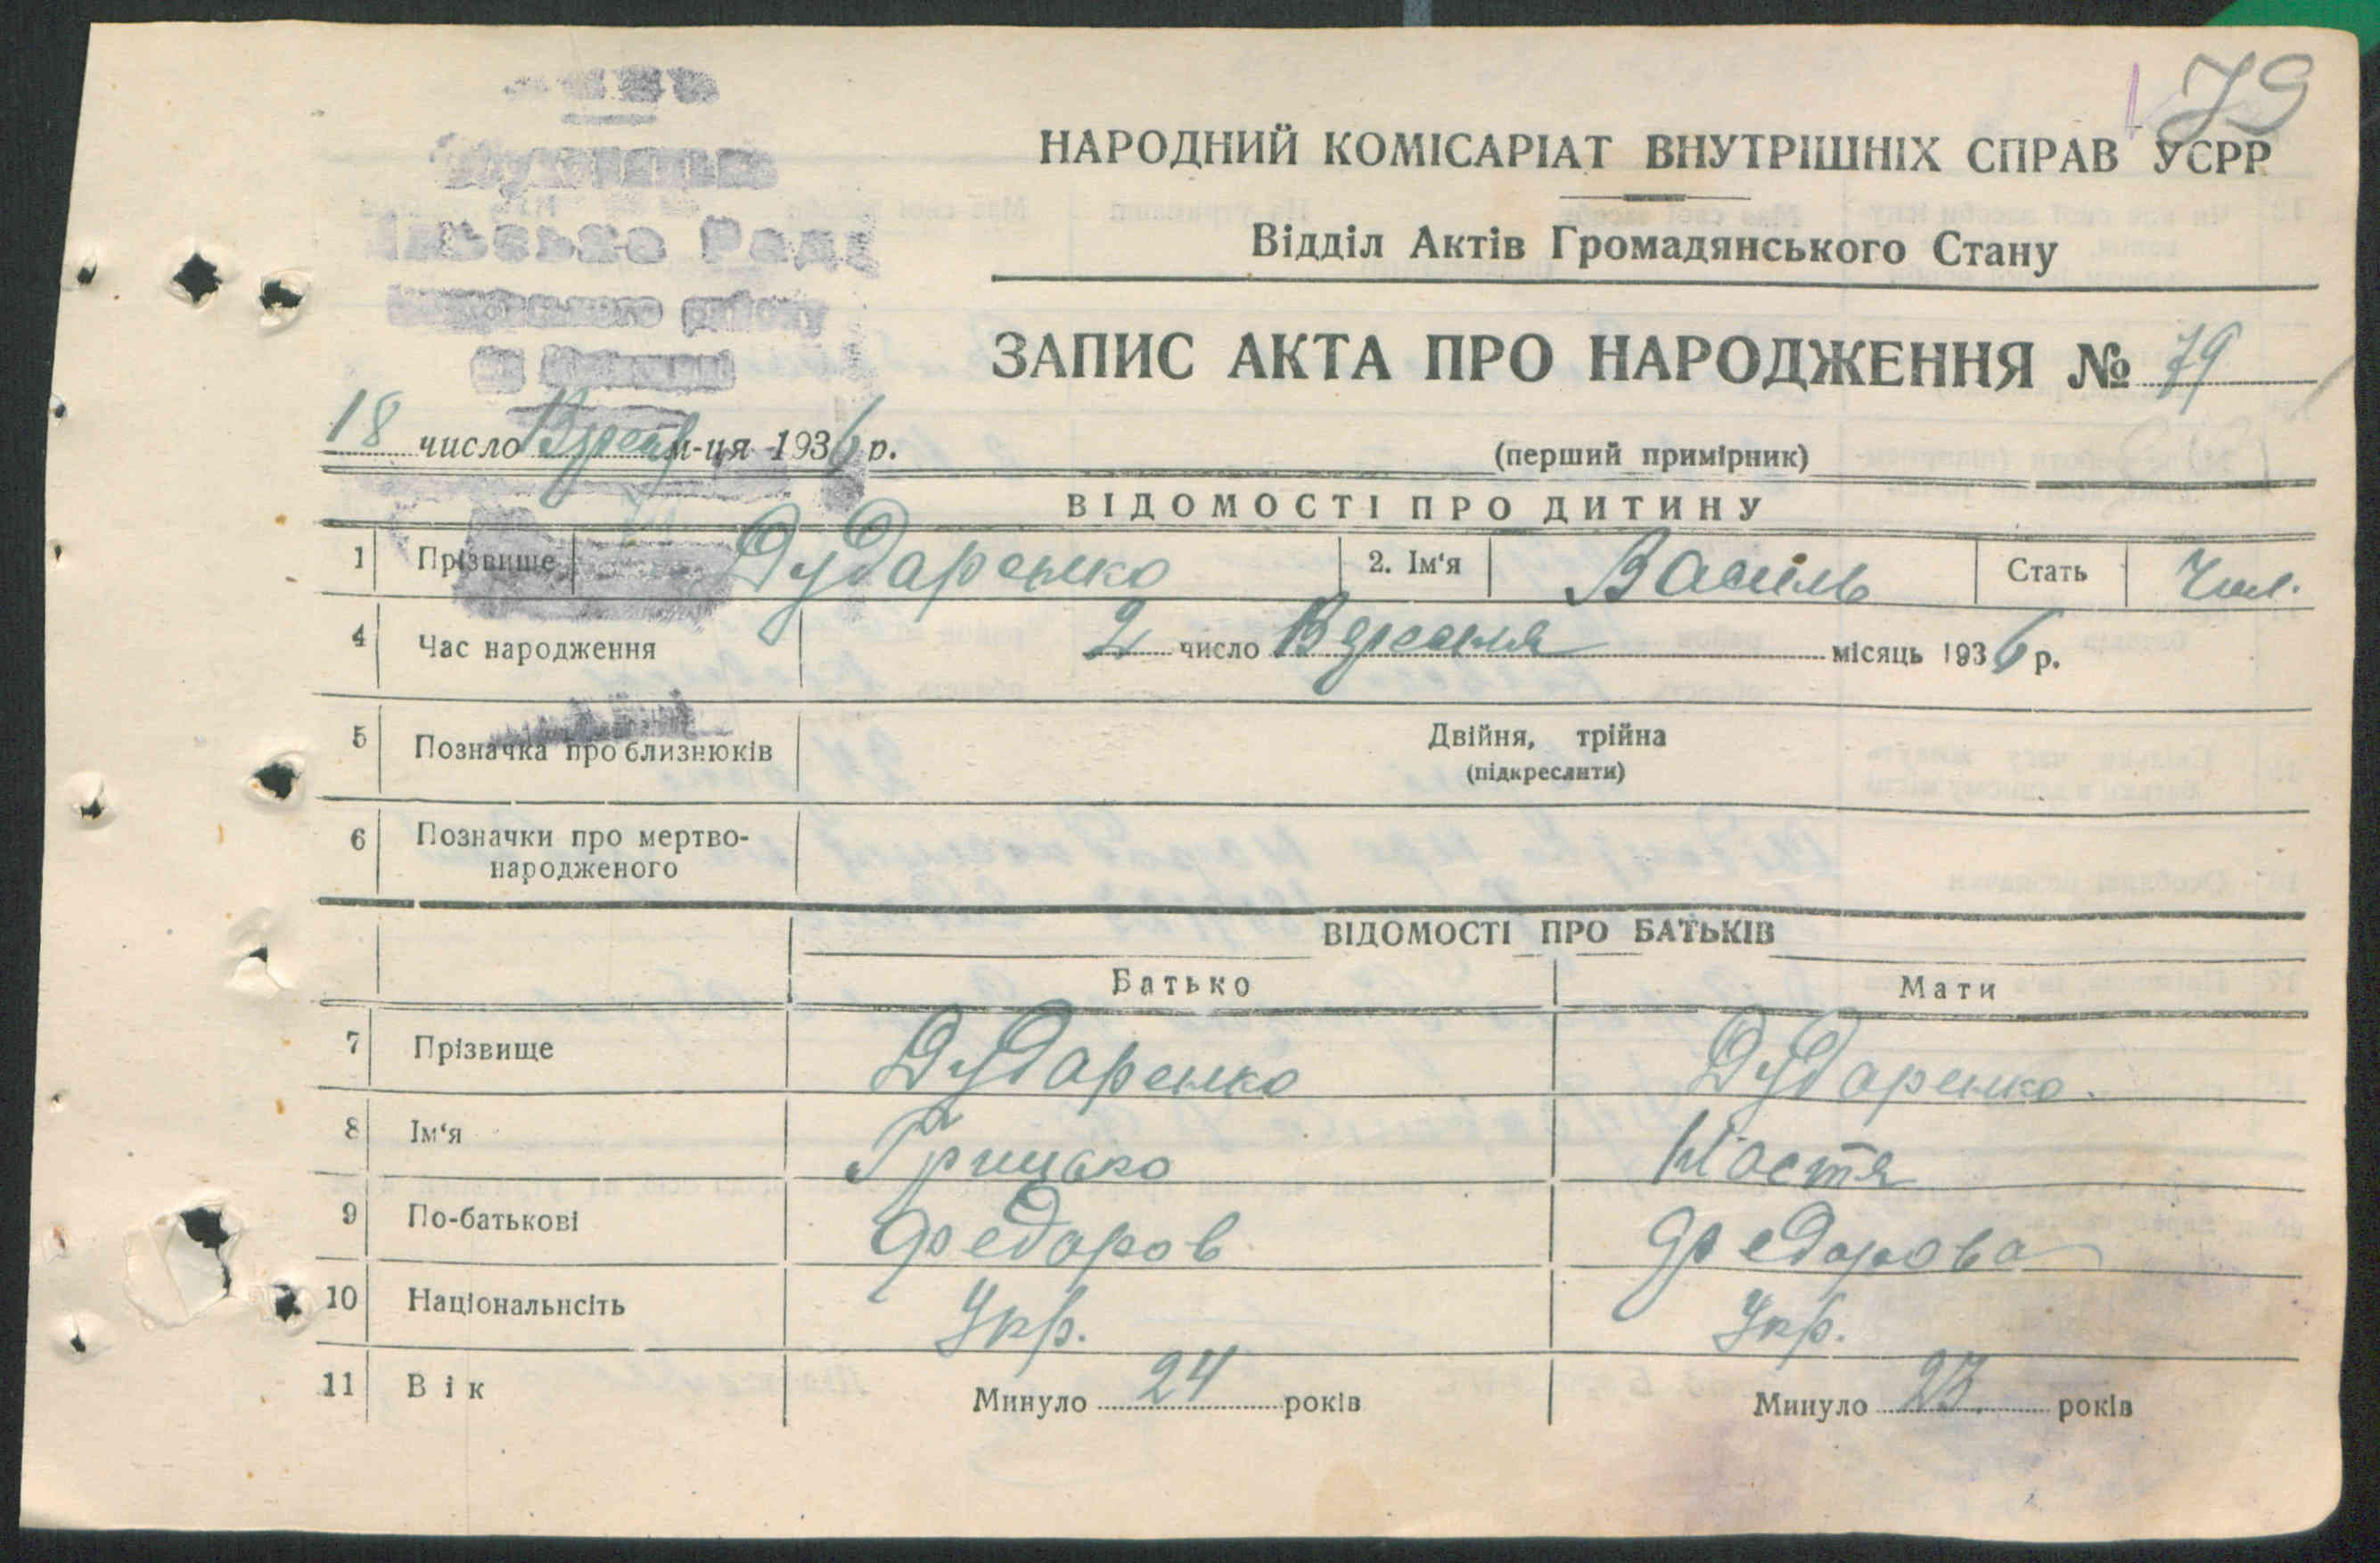 79
НАРОДНИЙ КОМІСАРІАТ ВНУТРІШНІХ СПРАВ УСРР
Відділ Актів Громадянського Стану
ЗАПИС АКТА ПРО НАРОДЖЕННЯ № 79
18 число м-ця 1936 р.
(перший примірник)
ВІДОМОСТІ ПРО ДИТИНУ
1 Прізвище Дударенко 2. Ім'я Василь Стать Чол.
4 Час народження 2 число Вересня місяць 1936 р.
5 Позначка про близнюків Двійня, трійна
(підкреслити)
6 Позначки про мертво-
народженого
ВІДОМОСТІ ПРО БАТЬКІВ
Батько Мати
7 Прізвище Дударенко Дударенко.
8 Ім'я Грицько Настя
9 По-батькові Федоров Федорова
10 Національнсіть Укр. Укр.
11 Вік Минуло 24 років Минуло 23. років